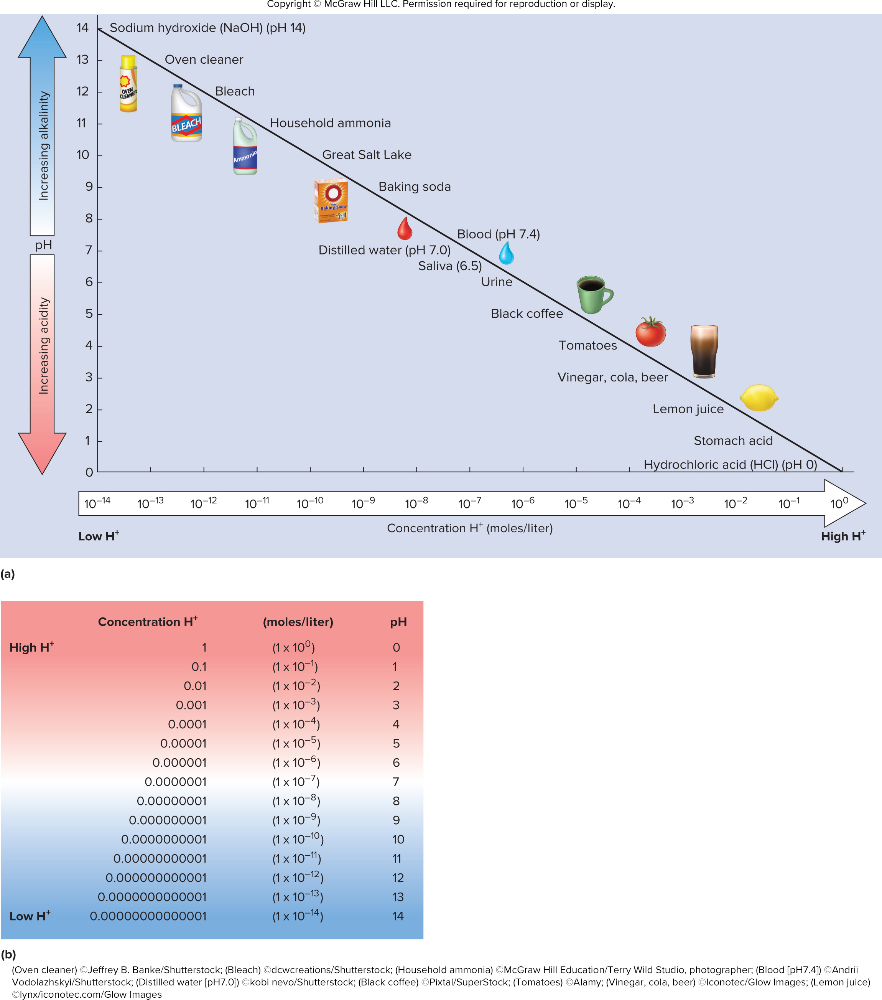 Copyright © McGraw Hill LLC. Permission required for reproduction or display.
14 Sodium hydroxide (NaOH) (pH 14)
13 Oven cleaner
OVEN
CLEANER
12 Bleach
BLEACH
11 Household ammonia
Ammonia
10 Great Salt Lake
9 Baking soda
Pure
Baking Soda
8
Blood (pH 7.4)
7 Distilled water (pH 7.0)
Saliva (6.5)
6 Urine
5 Black coffee
4 Tomatoes
3 Vinegar, cola, beer
2 Lemon juice
1 Stomach acid
Hydrochloric acid (HCl) (pH 0)
0
Increasing alkalinity
pH
Increasing acidity
10⁻¹⁴ 10⁻¹³ 10⁻¹² 10⁻¹¹ 10⁻¹⁰ 10⁻⁹ 10⁻⁸ 10⁻⁷ 10⁻⁶ 10⁻⁵ 10⁻⁴ 10⁻³ 10⁻² 10⁻¹ 10⁰
Concentration H⁺ (moles/liter)
Low H⁺ High H⁺
(a)
Concentration H⁺ (moles/liter) pH
High H⁺ 1 (1 x 10⁰) 0
0.1 (1 x 10⁻¹) 1
0.01 (1 x 10⁻²) 2
0.001 (1 x 10⁻³) 3
0.0001 (1 x 10⁻⁴) 4
0.00001 (1 x 10⁻⁵) 5
0.000001 (1 x 10⁻⁶) 6
0.0000001 (1 x 10⁻⁷) 7
0.00000001 (1 x 10⁻⁸) 8
0.000000001 (1 x 10⁻⁹) 9
0.0000000001 (1 x 10⁻¹⁰) 10
0.00000000001 (1 x 10⁻¹¹) 11
0.000000000001 (1 x 10⁻¹²) 12
0.0000000000001 (1 x 10⁻¹³) 13
Low H⁺ 0.00000000000001 (1 x 10⁻¹⁴) 14
(b)
(Oven cleaner) ©Jeffrey B. Banke/Shutterstock; (Bleach) ©dcwcreations/Shutterstock; (Household ammonia) ©McGraw Hill Education/Terry Wild Studio, photographer; (Blood [pH7.4]) ©Andrii
Vodolazhskyi/Shutterstock; (Distilled water [pH7.0]) ©kobi nevo/Shutterstock; (Black coffee) ©Pixtal/SuperStock; (Tomatoes) ©Alamy; (Vinegar, cola, beer) ©Iconotec/Glow Images; (Lemon juice)
©lynx/iconotec.com/Glow Images